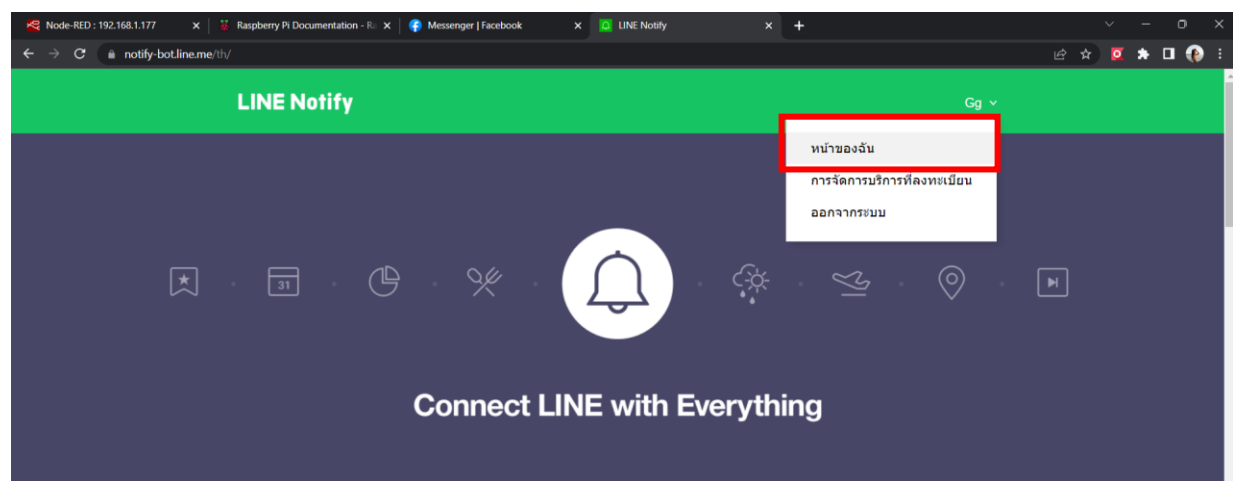 Node-RED : 192.168.1.177
Raspberry Pi Documentation - Ra
Messenger | Facebook
LINE Notify
notify-bot.line.me/th/
LINE Notify
Gg
หน้าของฉัน
การจัดการบริการที่ลงทะเบียน
ออกจากระบบ
31
Connect LINE with Everything